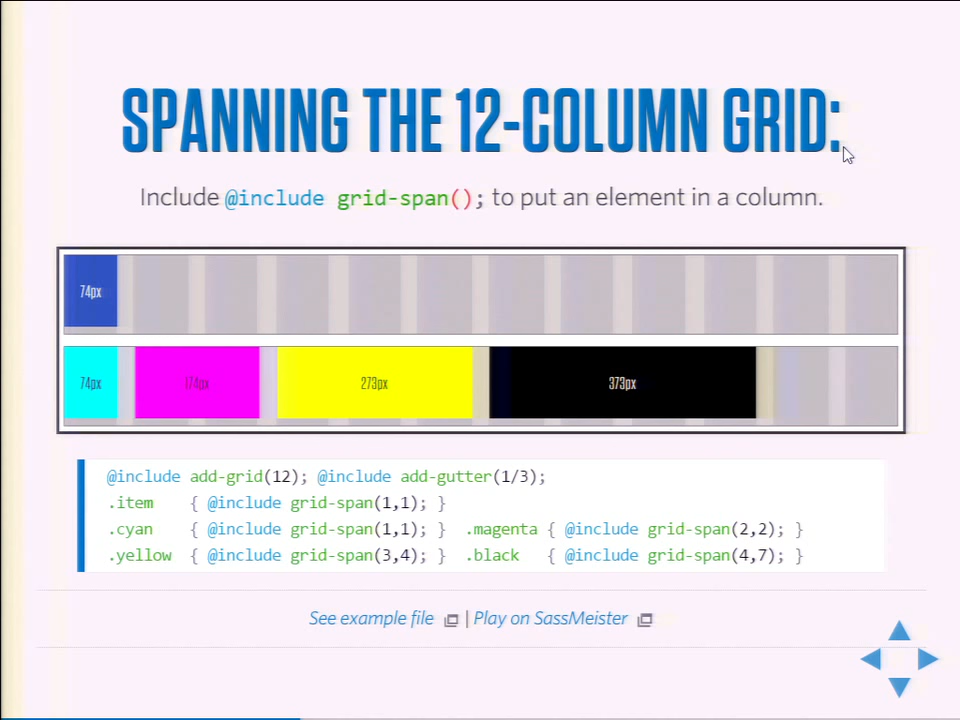 SPANNING THE 12-COLUMN GRID:
Include @include grid-span(); to put an element in a column.
74px
74px 174px 273px 373px
@include add-grid(12); @include add-gutter(1/3);
.item { @include grid-span(1,1); }
.cyan { @include grid-span(1,1); } .magenta { @include grid-span(2,2); }
.yellow { @include grid-span(3,4); } .black { @include grid-span(4,7); }
See example file | Play on SassMeister